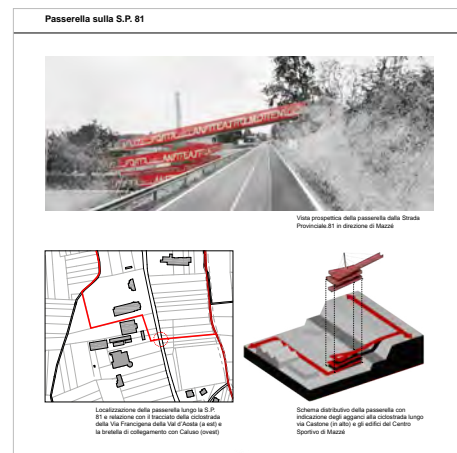 Passerella sulla S.P. 81
Vista prospettica della passerella dalla Strada
Provinciale.81 in direzione di Mazzé
Localizzazione della passerella lungo la S.P.
81 e relazione con il tracciato della ciclostrada
della Via Francigena della Val d'Aosta (a est) e
la bretella di collegamento con Caluso (ovest)
Schema distributivo della passerella con
indicazione degli agganci alla ciclostrada lungo
via Castone (in alto) e gli edifici del Centro
Sportivo di Mazzé